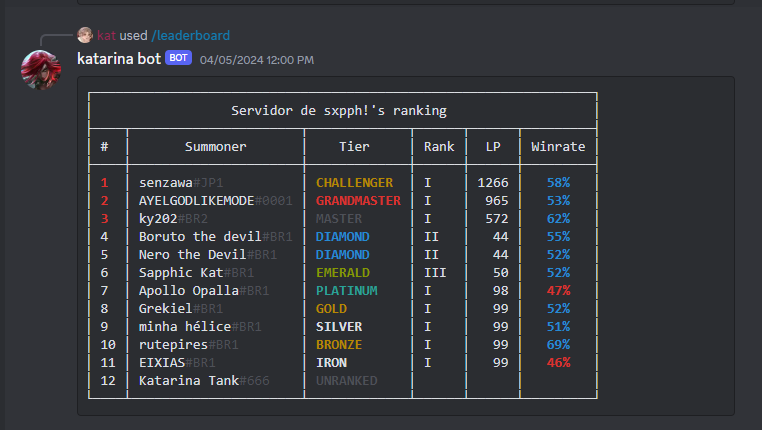 kat used /leaderboard
katarina bot BOT 04/05/2024 12:00 PM
Servidor de sxpph!'s ranking
# Summoner Tier Rank LP Winrate
1 senzawa#JP1 CHALLENGER I 1266 58%
2 AYELGODLIKEMODE#0001 GRANDMASTER I 965 53%
3 ky202#BR2 MASTER I 572 62%
4 Boruto the devil#BR1 DIAMOND II 44 55%
5 Nero the Devil#BR1 DIAMOND II 44 52%
6 Sapphic Kat#BR1 EMERALD III 50 52%
7 Apollo Opalla#BR1 PLATINUM I 98 47%
8 Grekiel#BR1 GOLD I 99 52%
9 minha hélice#BR1 SILVER I 99 51%
10 rutepires#BR1 BRONZE I 99 69%
11 EIXIAS#BR1 IRON I 99 46%
12 Katarina Tank#666 UNRANKED